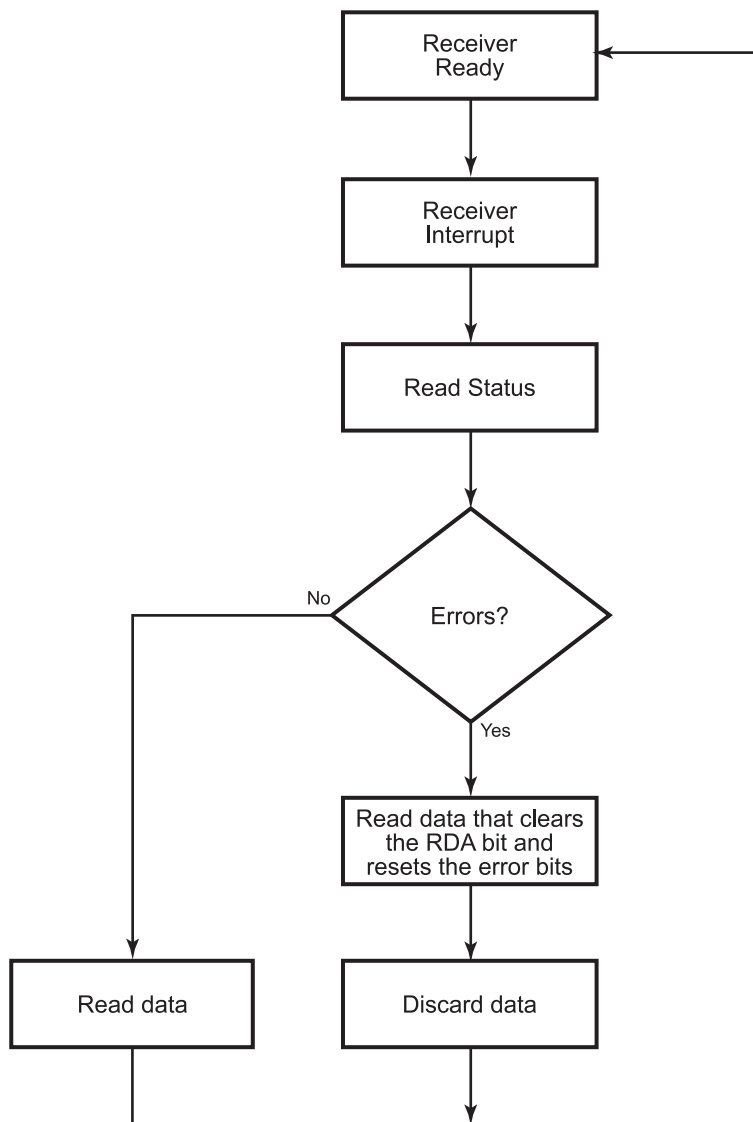 Receiver
Ready
Receiver
Interrupt
Read Status
Errors?
No
Yes
Read data that clears
the RDA bit and
resets the error bits
Read data
Discard data